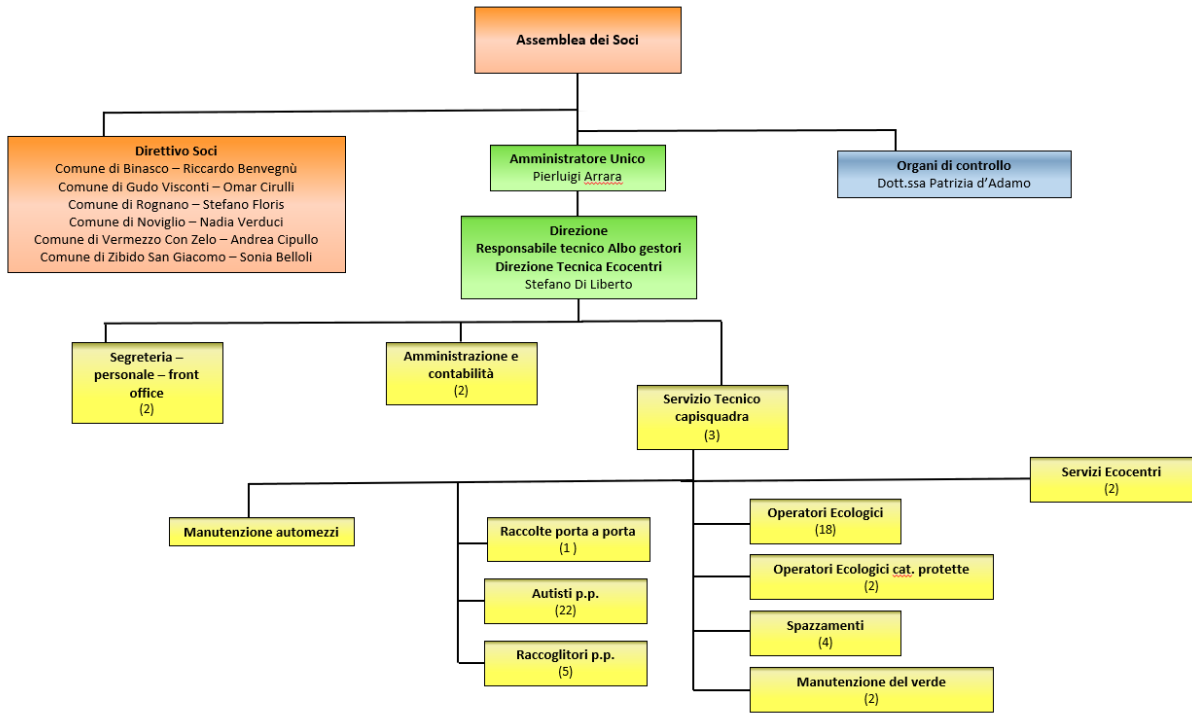 Assemblea dei Soci
Direttivo Soci
Comune di Binasco – Riccardo Benvegnù
Comune di Gudo Visconti – Omar Cirulli
Comune di Rognano – Stefano Floris
Comune di Noviglio – Nadia Verduci
Comune di Vermezzo Con Zelo – Andrea Cipullo
Comune di Zibido San Giacomo – Sonia Belloli
Amministratore Unico
Pierluigi Arrara
Organi di controllo
Dott.ssa Patrizia d’Adamo
Direzione
Responsabile tecnico Albo gestori
Direzione Tecnica Ecocentri
Stefano Di Liberto
Segreteria –
personale – front
office
(2)
Amministrazione e
contabilità
(2)
Servizio Tecnico
capisquadra
(3)
Servizi Ecocentri
(2)
Manutenzione automezzi
Raccolte porta a porta
(1 )
Autisti p.p.
(22)
Raccoglitori p.p.
(5)
Operatori Ecologici
(18)
Operatori Ecologici cat. protette
(2)
Spazzamenti
(4)
Manutenzione del verde
(2)